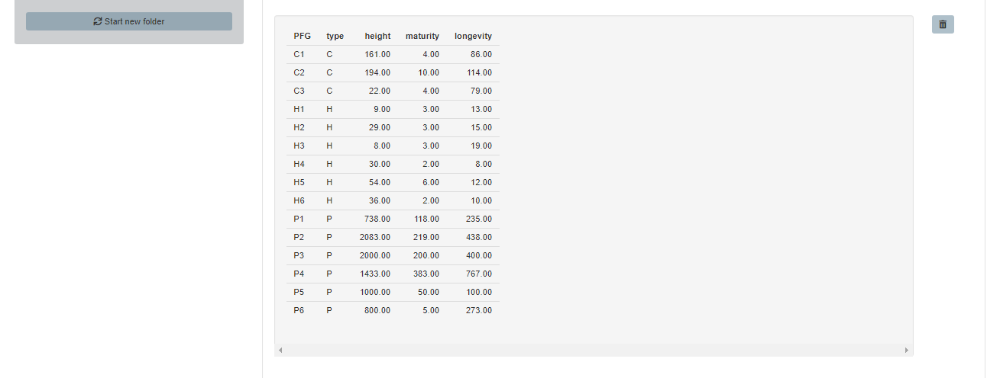 Start new folder
PFG type height maturity longevity
C1 C 161.00 4.00 86.00
C2 C 194.00 10.00 114.00
C3 C 22.00 4.00 79.00
H1 H 9.00 3.00 13.00
H2 H 29.00 3.00 15.00
H3 H 8.00 3.00 19.00
H4 H 30.00 2.00 8.00
H5 H 54.00 6.00 12.00
H6 H 36.00 2.00 10.00
P1 P 738.00 118.00 235.00
P2 P 2083.00 219.00 438.00
P3 P 2000.00 200.00 400.00
P4 P 1433.00 383.00 767.00
P5 P 1000.00 50.00 100.00
P6 P 800.00 5.00 273.00